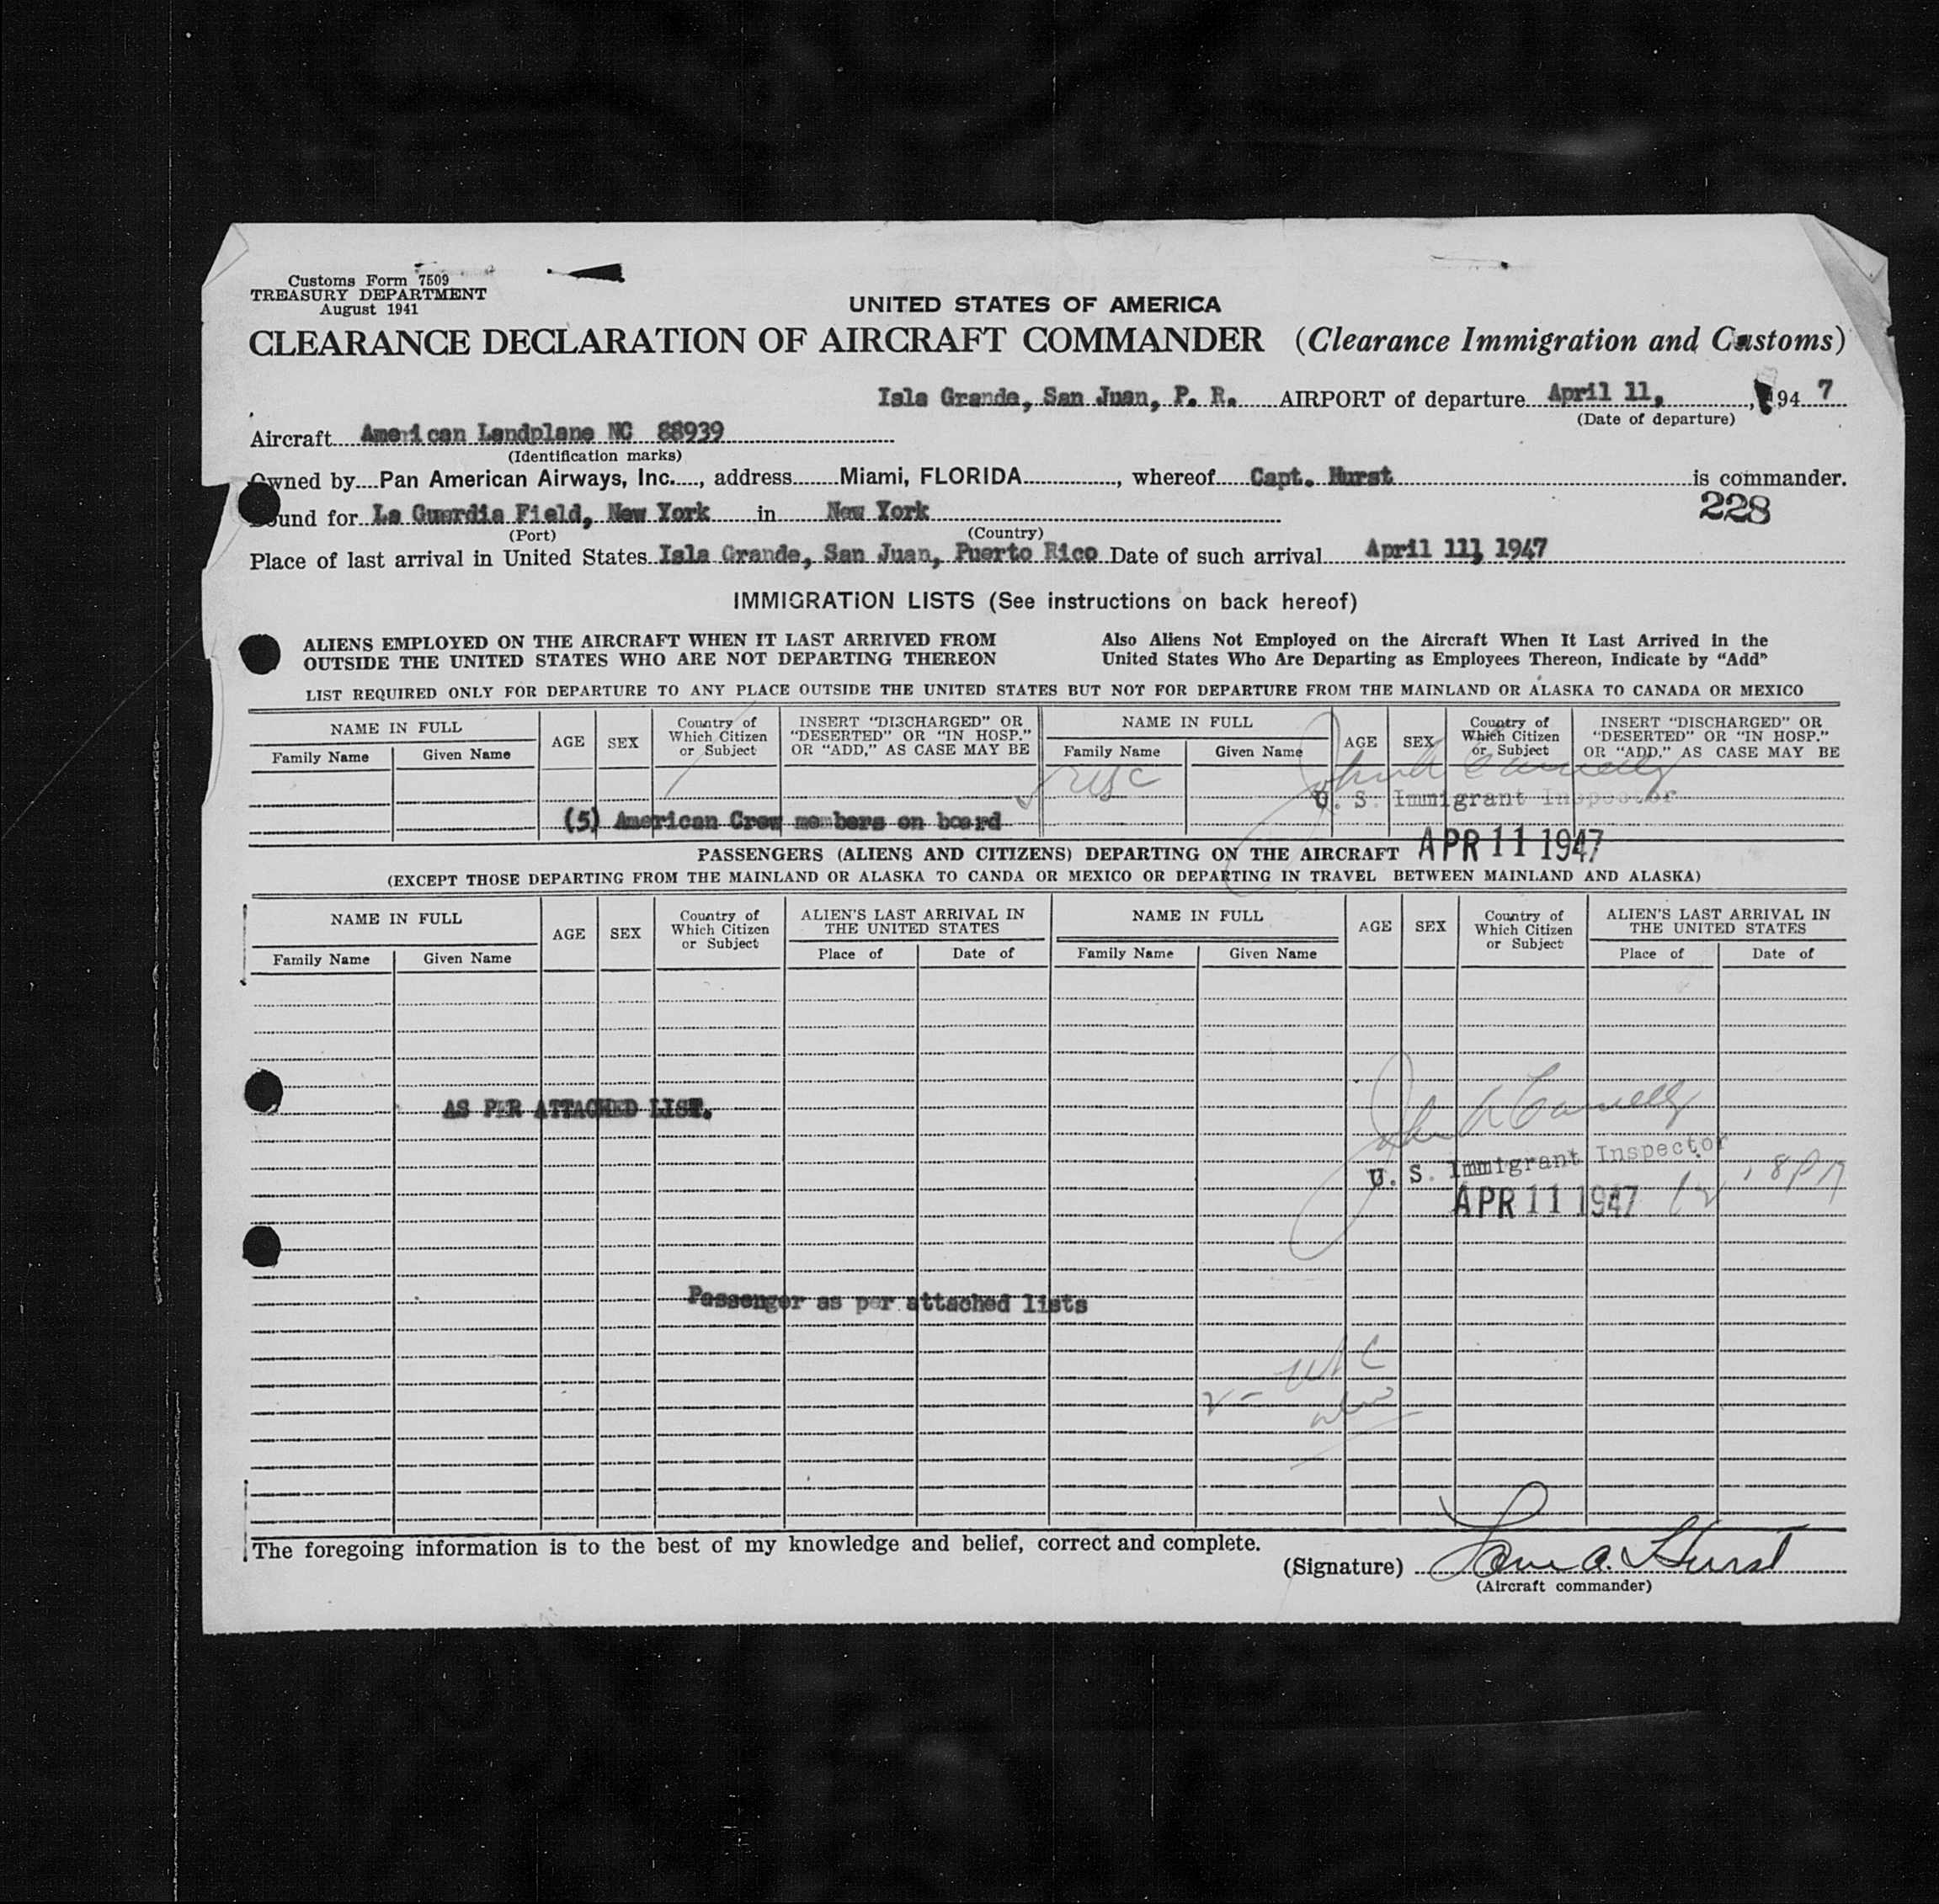 Customs Form 7509
TREASURY DEPARTMENT
August 1941
UNITED STATES OF AMERICA
CLEARANCE DECLARATION OF AIRCRAFT COMMANDER (Clearance Immigration and Customs)
Isla Grande, San Juan, P. R. AIRPORT of departure April 11, , 194 7
(Date of departure)
Aircraft American Landplane NC 88939
(Identification marks)
Owned by Pan American Airways, Inc., address Miami, FLORIDA, whereof Capt. Hurst is commander.
228
Bound for La Guardia Field, New York in New York
(Port) (Country)
Place of last arrival in United States Isla Grande, San Juan, Puerto Rico Date of such arrival April 11, 1947
IMMIGRATION LISTS (See instructions on back hereof)
ALIENS EMPLOYED ON THE AIRCRAFT WHEN IT LAST ARRIVED FROM
OUTSIDE THE UNITED STATES WHO ARE NOT DEPARTING THEREON
Also Aliens Not Employed on the Aircraft When It Last Arrived in the
United States Who Are Departing as Employees Thereon, Indicate by "Add"
LIST REQUIRED ONLY FOR DEPARTURE TO ANY PLACE OUTSIDE THE UNITED STATES BUT NOT FOR DEPARTURE FROM THE MAINLAND OR ALASKA TO CANADA OR MEXICO
NAME IN FULL AGE SEX Country of Which Citizen or Subject INSERT "DISCHARGED" OR "DESERTED" OR "IN HOSP." OR "ADD," AS CASE MAY BE NAME IN FULL AGE SEX Country of Which Citizen or Subject INSERT "DISCHARGED" OR "DESERTED" OR "IN HOSP." OR "ADD," AS CASE MAY BE
Family Name Given Name Family Name Given Name
USC
U. S. Immigrant Inspector
(5) American Crew members on board
APR 11 1947
PASSENGERS (ALIENS AND CITIZENS) DEPARTING ON THE AIRCRAFT
(EXCEPT THOSE DEPARTING FROM THE MAINLAND OR ALASKA TO CANDA OR MEXICO OR DEPARTING IN TRAVEL BETWEEN MAINLAND AND ALASKA)
NAME IN FULL AGE SEX Country of Which Citizen or Subject ALIEN'S LAST ARRIVAL IN THE UNITED STATES NAME IN FULL AGE SEX Country of Which Citizen or Subject ALIEN'S LAST ARRIVAL IN THE UNITED STATES
Family Name Given Name Place of Date of Family Name Given Name Place of Date of
AS PER ATTACHED LIST.
U. S. Immigrant Inspector
APR 11 1947
Passenger as per attached lists
The foregoing information is to the best of my knowledge and belief, correct and complete.
(Signature) Hurst
(Aircraft commander)